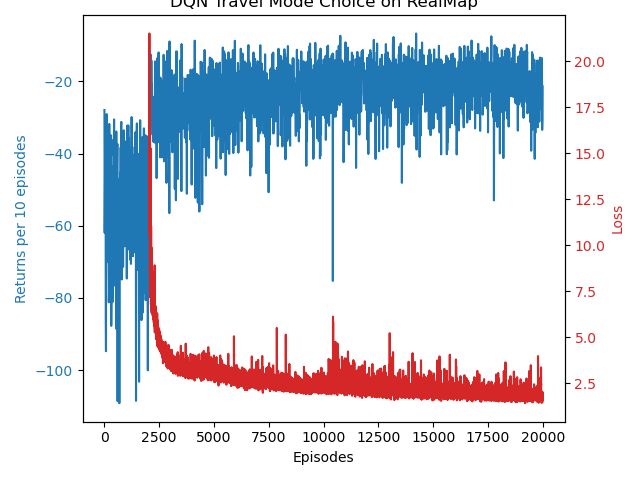 DQN Travel Mode Choice on RealMap
Returns per 10 episodes
−20
−40
−60
−80
−100
20.0
17.5
15.0
12.5
10.0
7.5
5.0
2.5
Loss
0 2500 5000 7500 10000 12500 15000 17500 20000
Episodes